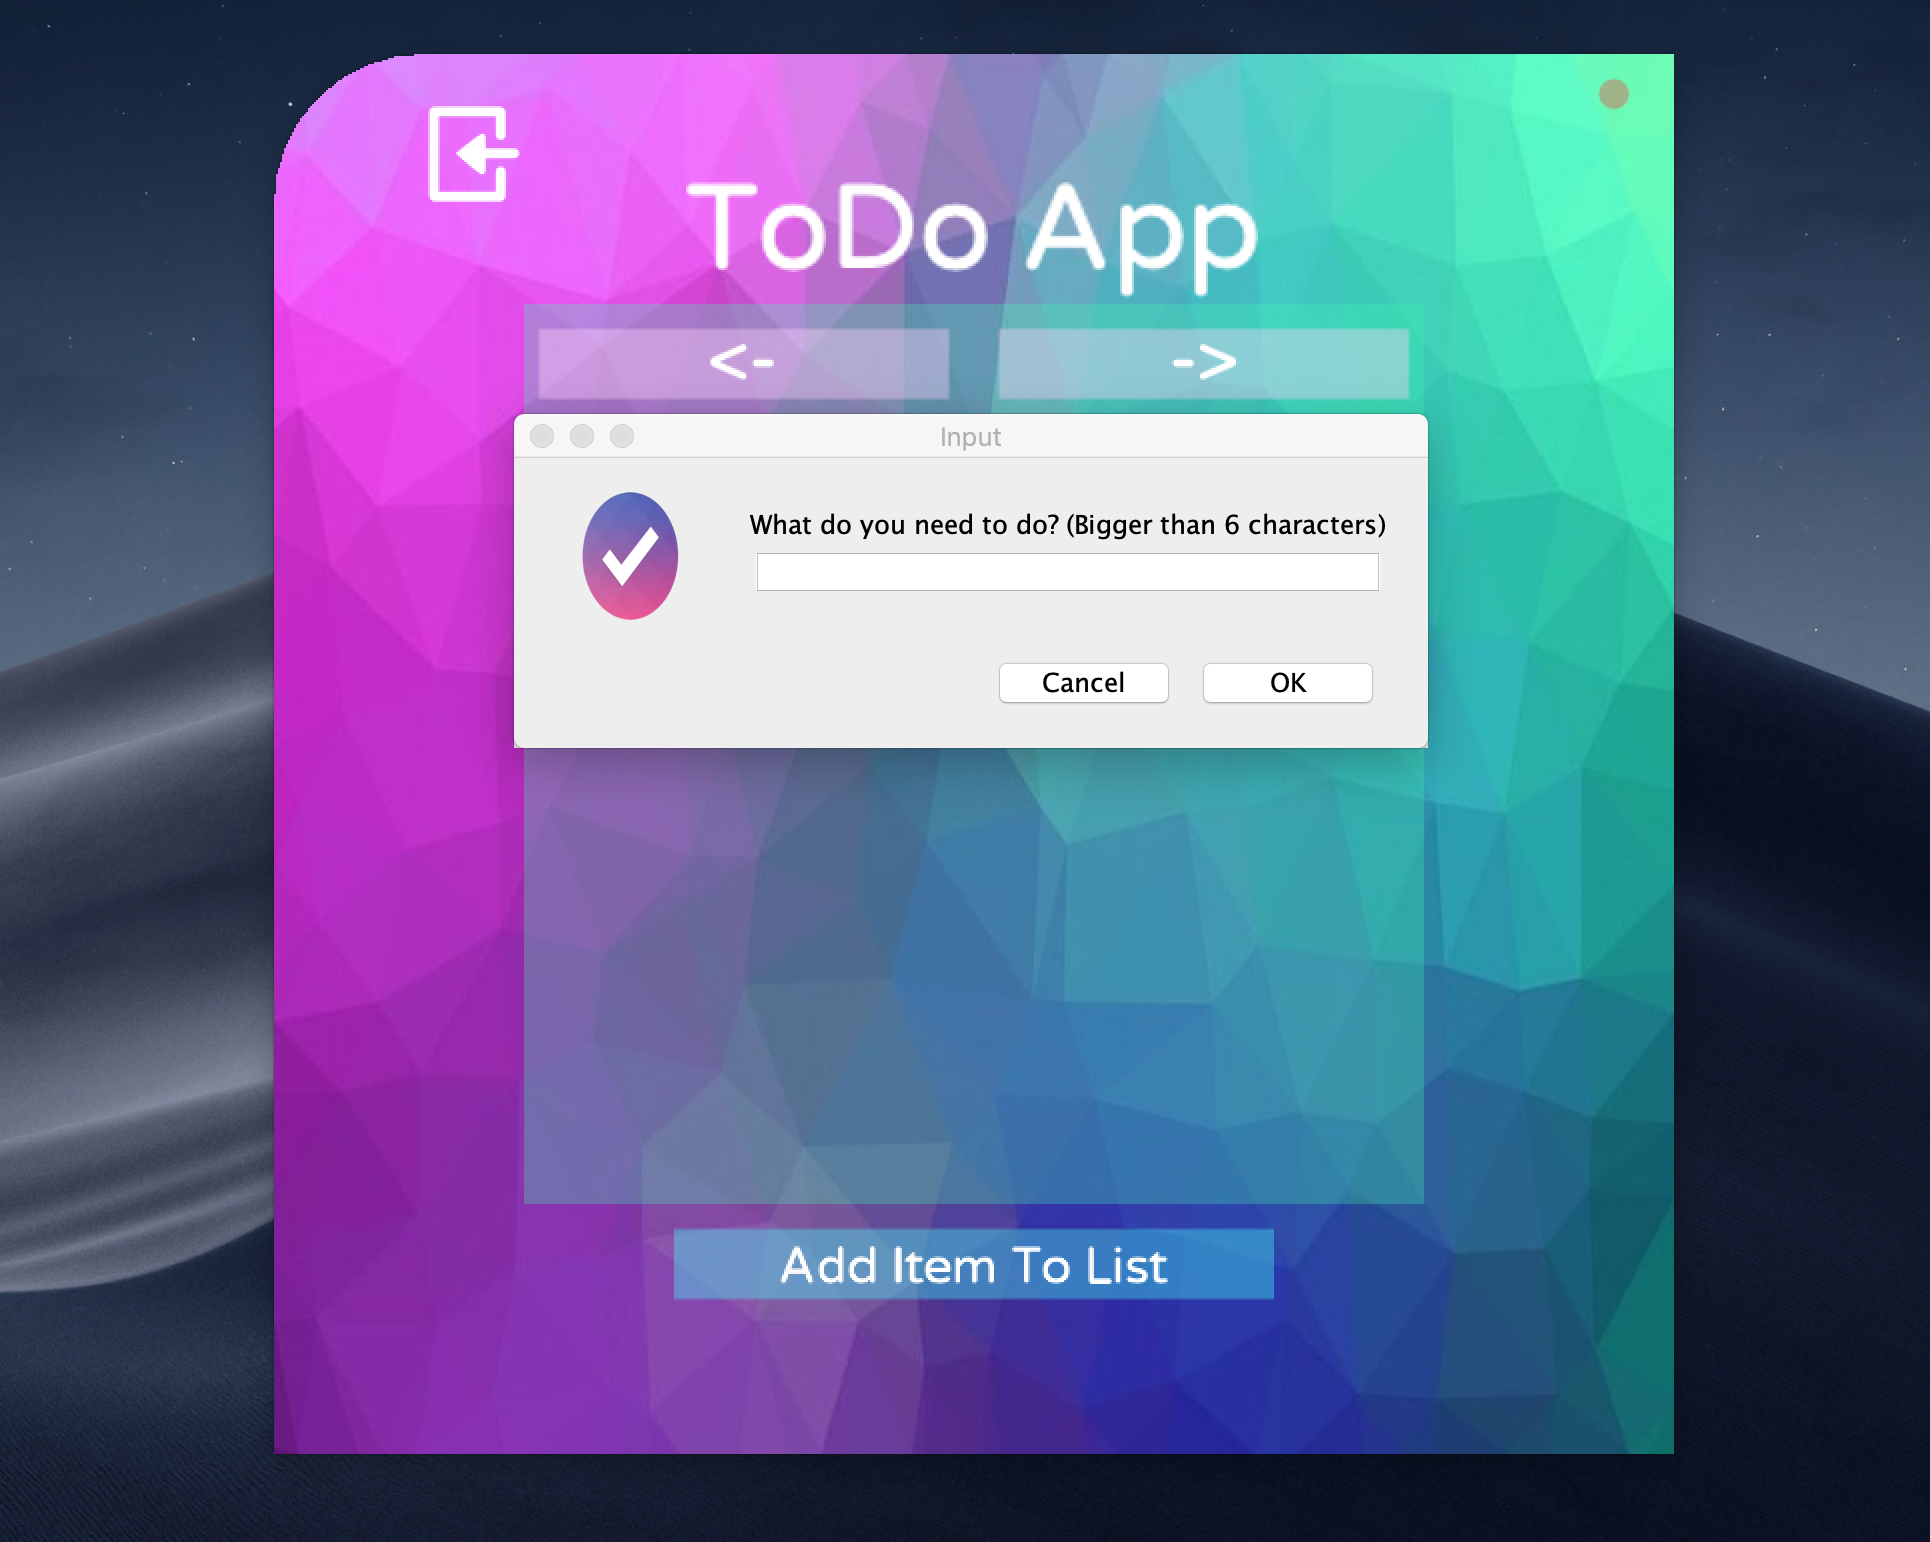 ToDo App
<- ->
Input
What do you need to do? (Bigger than 6 characters)
Cancel OK
Add Item To List